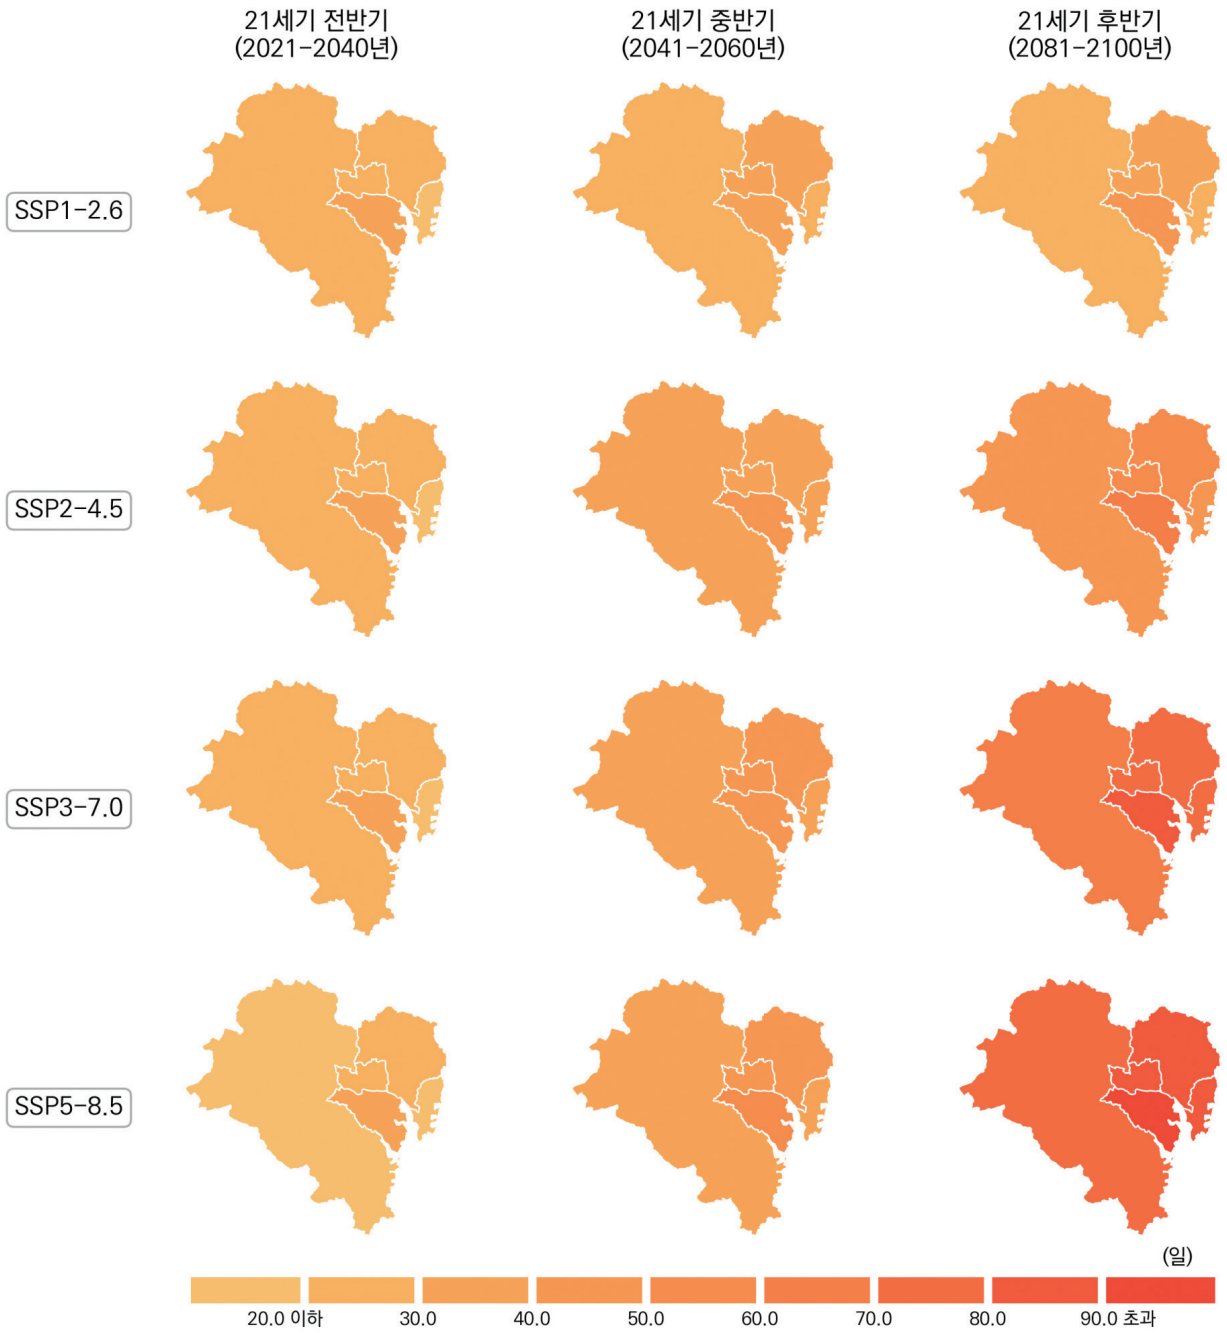 21세기 전반기
(2021-2040년)
21세기 중반기
(2041-2060년)
21세기 후반기
(2081-2100년)
SSP1-2.6
SSP2-4.5
SSP3-7.0
SSP5-8.5
(일)
20.0 이하 30.0 40.0 50.0 60.0 70.0 80.0 90.0 초과